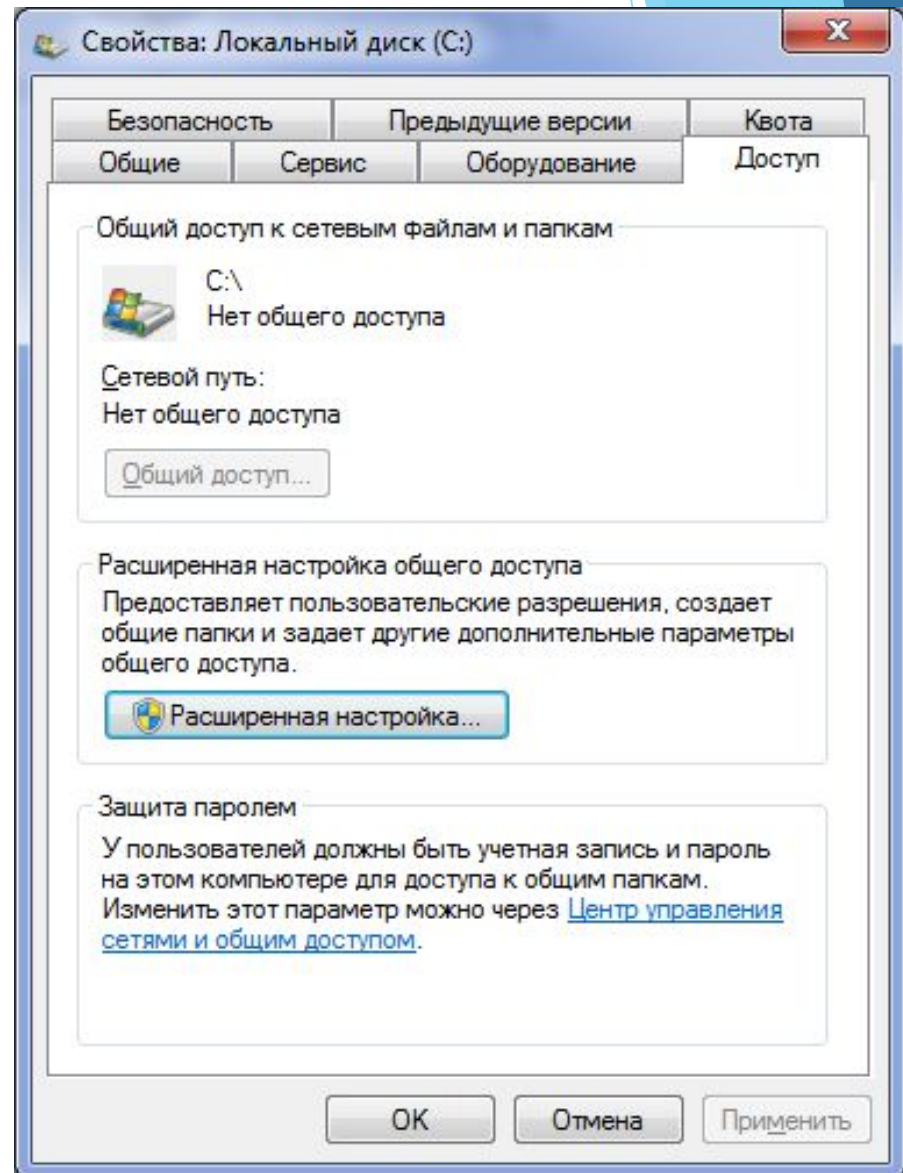 Свойства: Локальный диск (C:)
Безопасность Предыдущие версии Квота
Общие Сервис Оборудование Доступ
Общий доступ к сетевым файлам и папкам
C:\
Нет общего доступа
Сетевой путь:
Нет общего доступа
Общий доступ...
Расширенная настройка общего доступа
Предоставляет пользовательские разрешения, создает
общие папки и задает другие дополнительные параметры
общего доступа.
Расширенная настройка...
Защита паролем
У пользователей должны быть учетная запись и пароль
на этом компьютере для доступа к общим папкам.
Изменить этот параметр можно через Центр управления
сетями и общим доступом.
ОК Отмена Применить